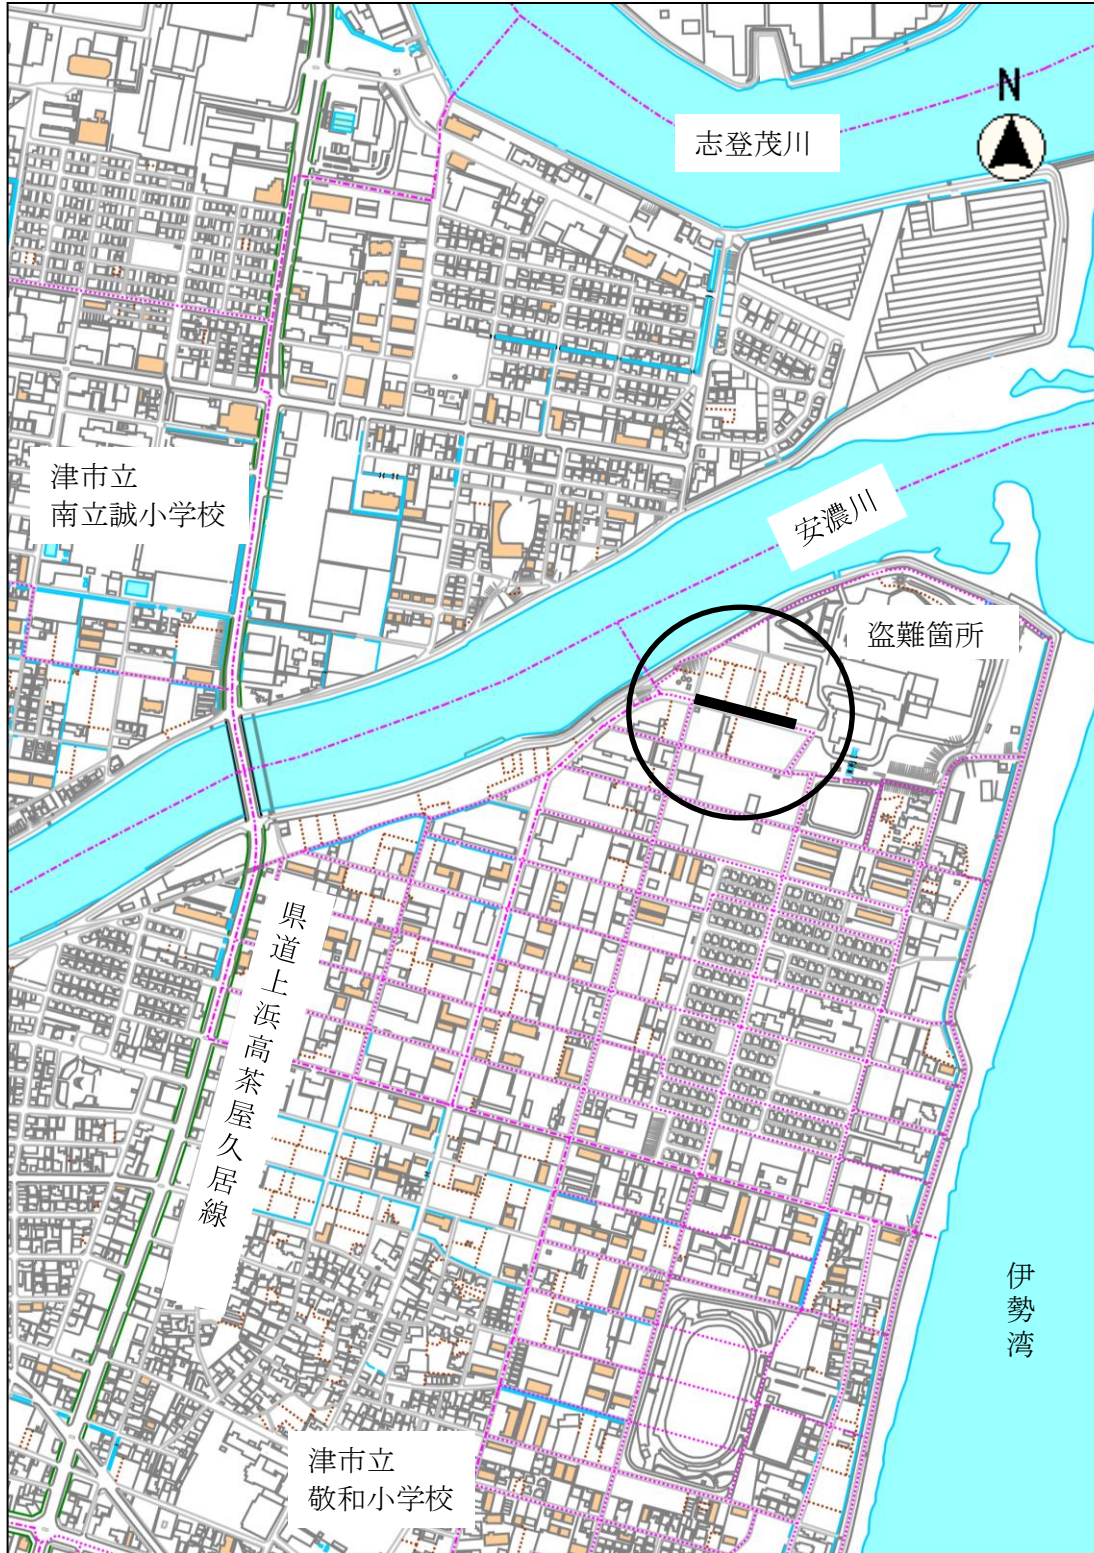 N
志登茂川
津市立
南立誠小学校
安濃川
盗難箇所
県道上浜高茶屋久居線
伊勢湾
津市立
敬和小学校